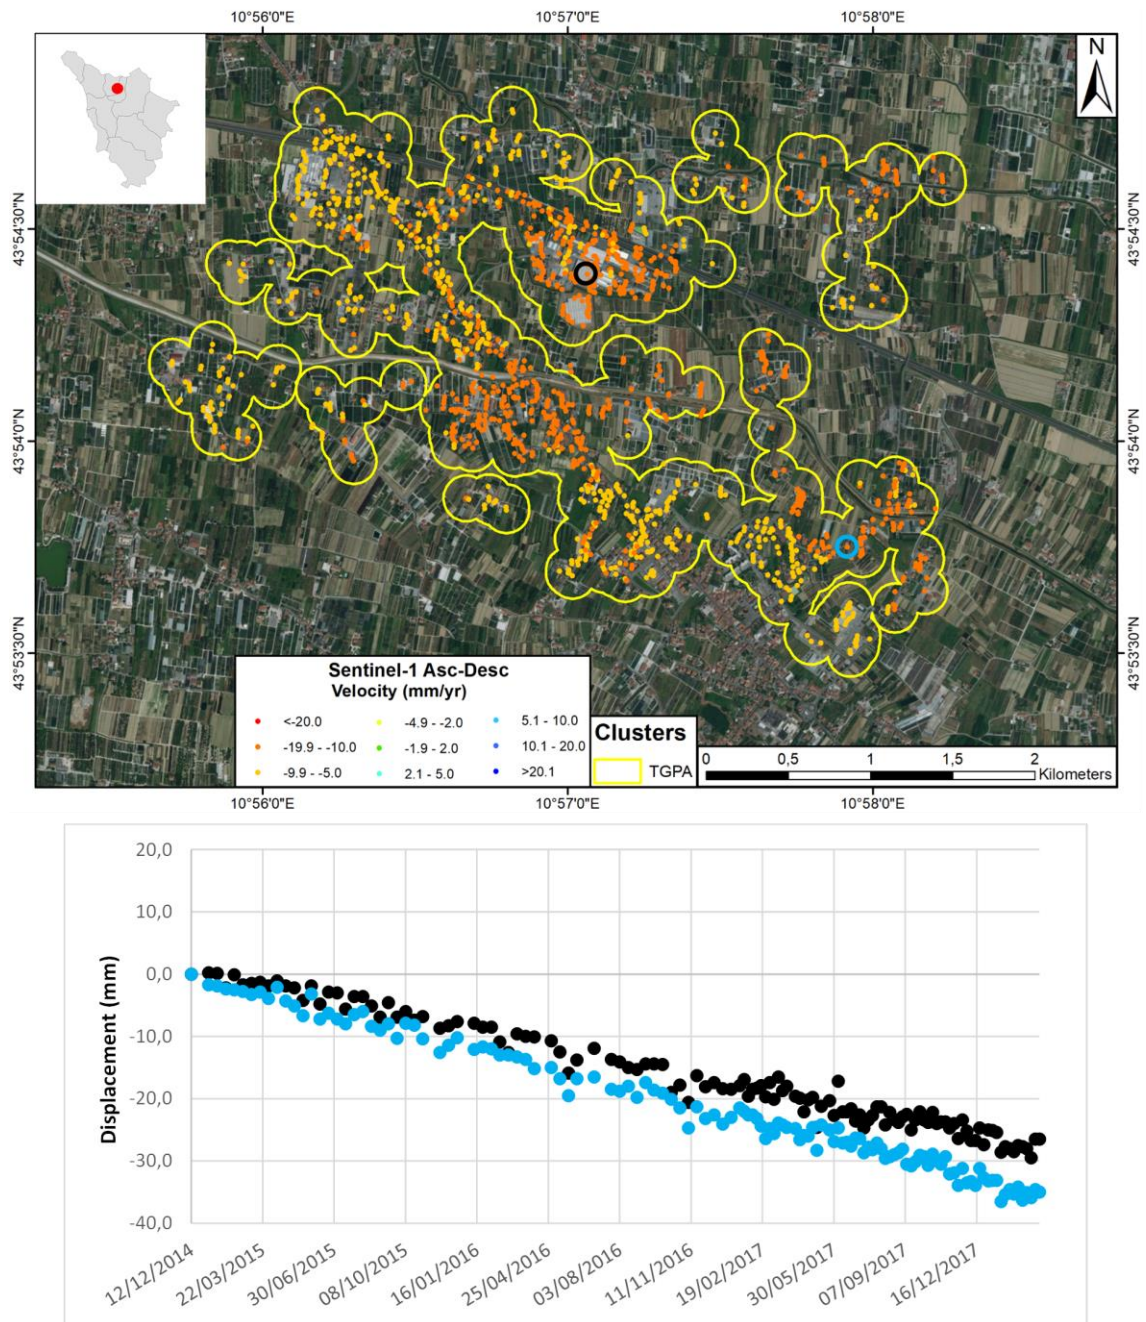 10°56'0"E 10°57'0"E 10°58'0"E
N
43°54'30"N 43°54'30"N
43°54'0"N 43°54'0"N
43°53'30"N 43°53'30"N
Sentinel-1 Asc-Desc
Velocity (mm/yr)
<-20.0 -4.9 - -2.0 5.1 - 10.0
-19.9 - -10.0 -1.9 - 2.0 10.1 - 20.0
-9.9 - -5.0 2.1 - 5.0 >20.1
Clusters
TGPA
0 0,5 1 1,5 2
Kilometers
10°56'0"E 10°57'0"E 10°58'0"E
20,0
10,0
0,0
-10,0
-20,0
-30,0
-40,0
Displacement (mm)
12/12/2014 22/03/2015 30/06/2015 08/10/2015 16/01/2016 25/04/2016 03/08/2016 11/11/2016 19/02/2017 30/05/2017 07/09/2017 16/12/2017